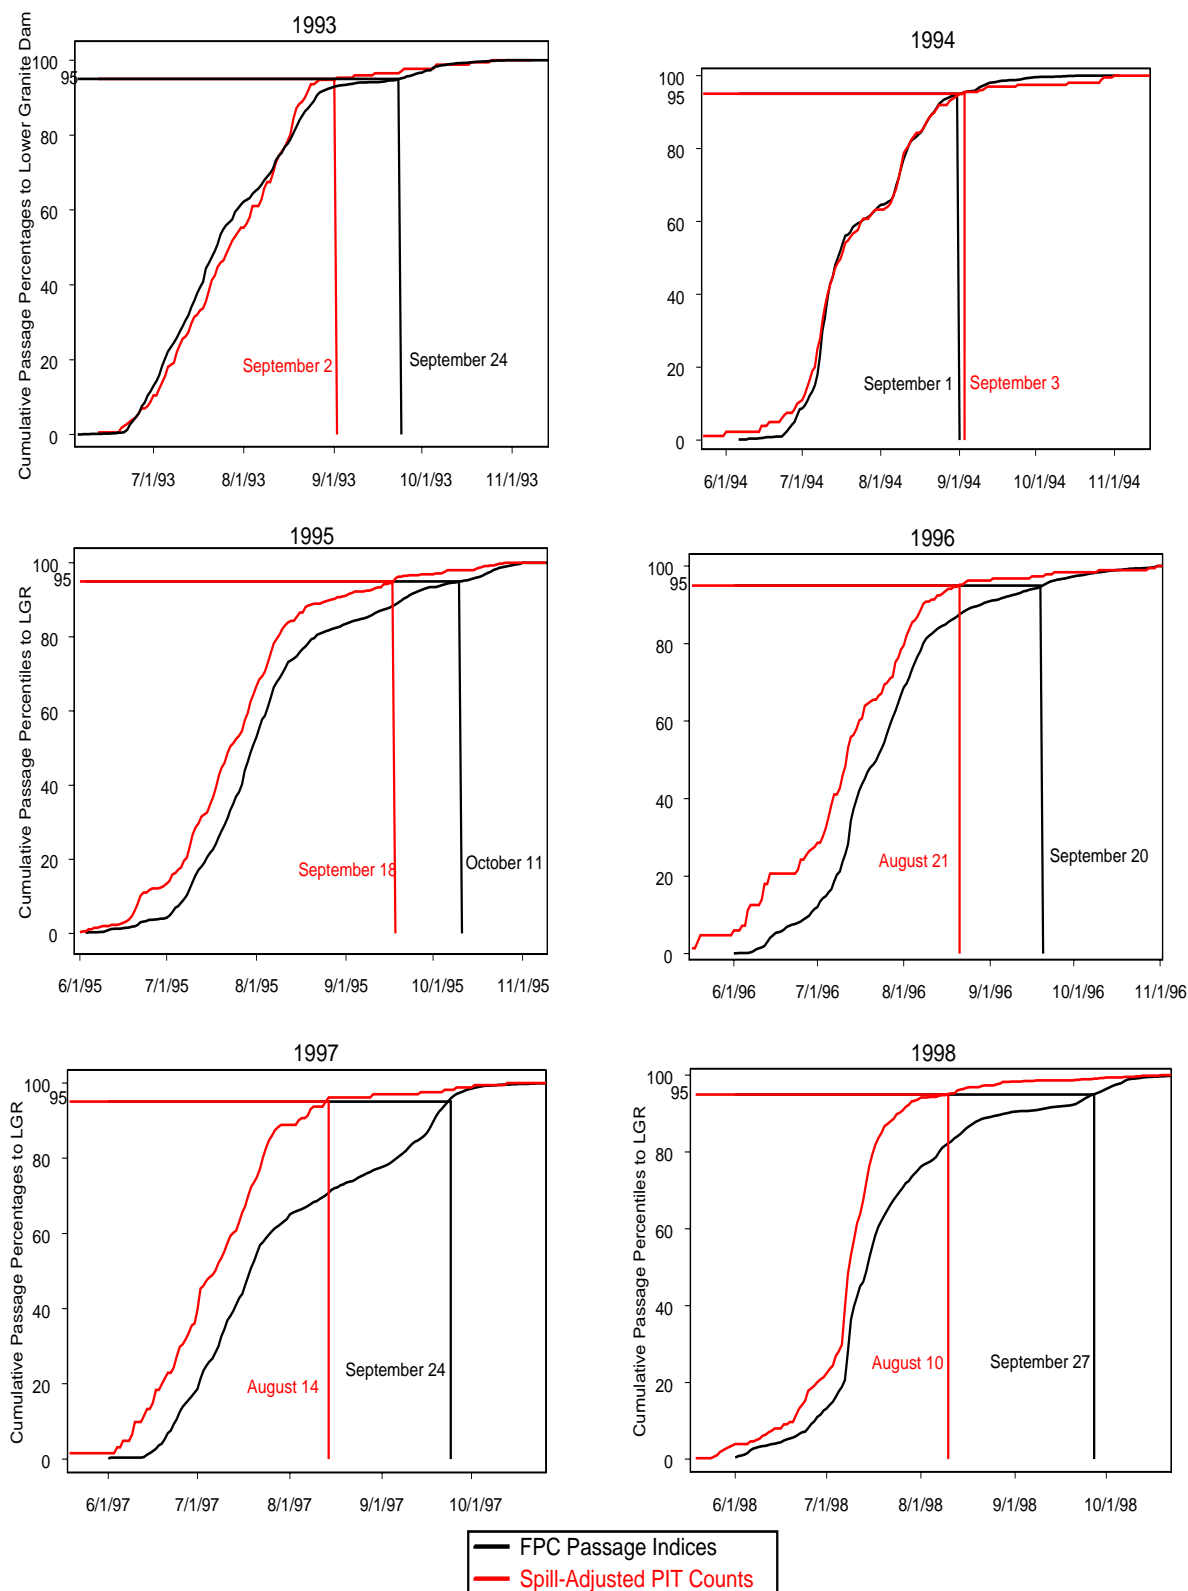 1993
Cumulative Passage Percentages to Lower Granite Dam
100
95
80
60
40
20
0
September 2
September 24
7/1/93 8/1/93 9/1/93 10/1/93 11/1/93
1994
100
95
80
60
40
20
0
September 1
September 3
6/1/94 7/1/94 8/1/94 9/1/94 10/1/94 11/1/94
1995
Cumulative Passage Percentiles to LGR
100
95
80
60
40
20
0
September 18
October 11
6/1/95 7/1/95 8/1/95 9/1/95 10/1/95 11/1/95
1996
100
95
80
60
40
20
0
August 21
September 20
6/1/96 7/1/96 8/1/96 9/1/96 10/1/96 11/1/96
1997
Cumulative Passage Percentages to LGR
100
95
80
60
40
20
0
August 14
September 24
6/1/97 7/1/97 8/1/97 9/1/97 10/1/97
1998
Cumulative Passage Percentiles to LGR
100
95
80
60
40
20
0
August 10
September 27
6/1/98 7/1/98 8/1/98 9/1/98 10/1/98
FPC Passage Indices
Spill-Adjusted PIT Counts